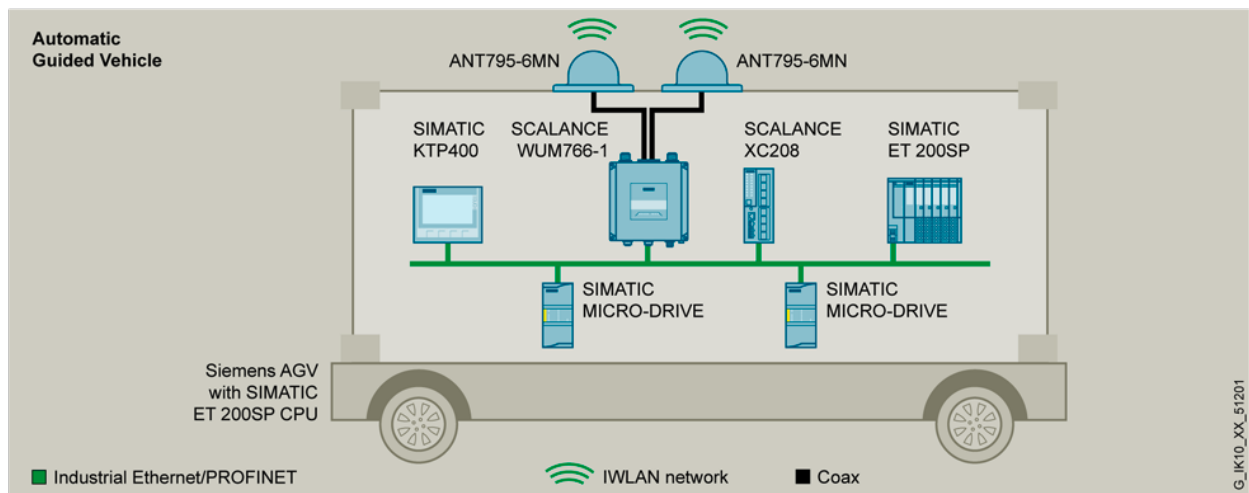 Automatic
Guided Vehicle
ANT795-6MN
ANT795-6MN
SIMATIC
KTP400
SCALANCE
WUM766-1
SCALANCE
XC208
SIMATIC
ET 200SP
SIMATIC
MICRO-DRIVE
SIMATIC
MICRO-DRIVE
Siemens AGV
with SIMATIC
ET 200SP CPU
Industrial Ethernet/PROFINET
IWLAN network
Coax
G_IK10_XX_51201